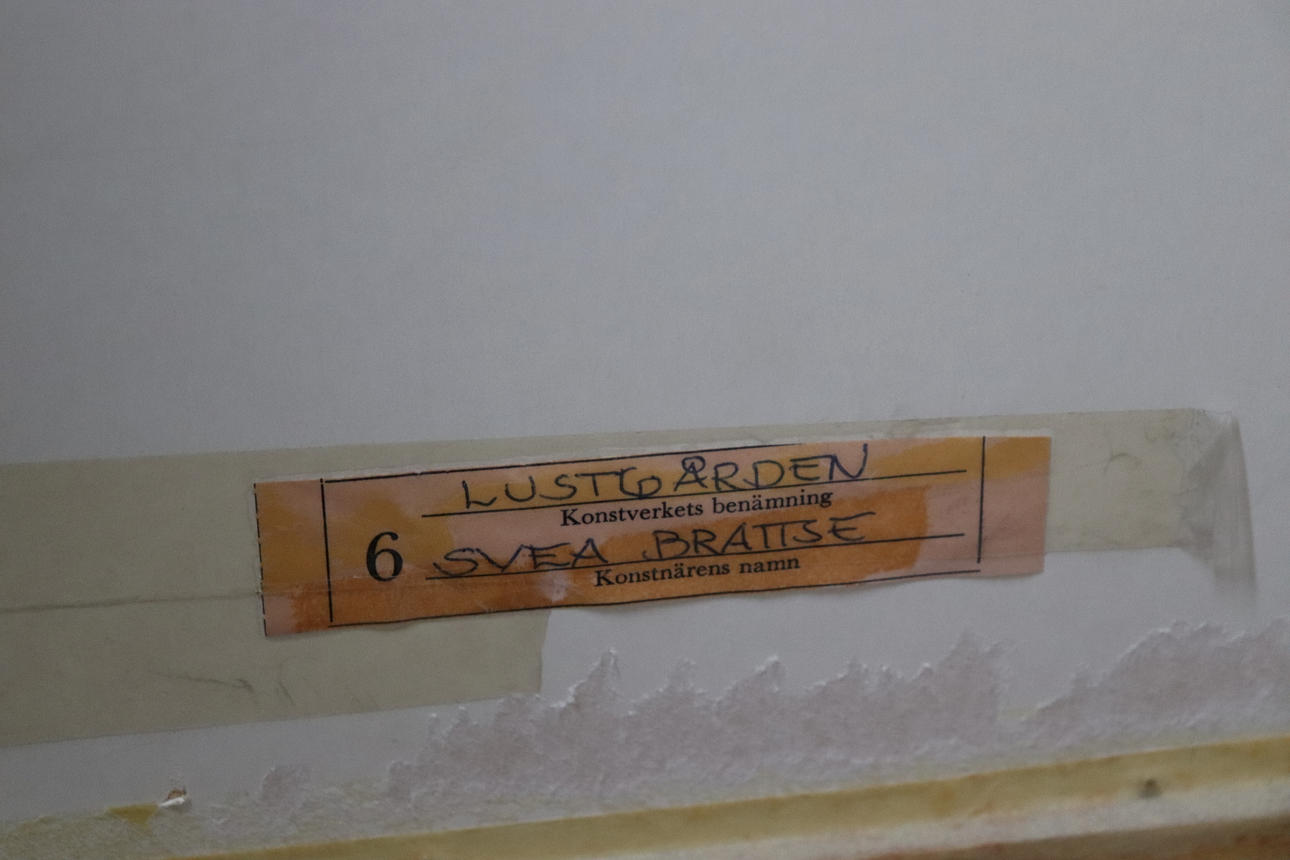 LUSTGÅRDEN
Konstverkets benämning
6 SVEA BRATTSE
Konstnärens namn